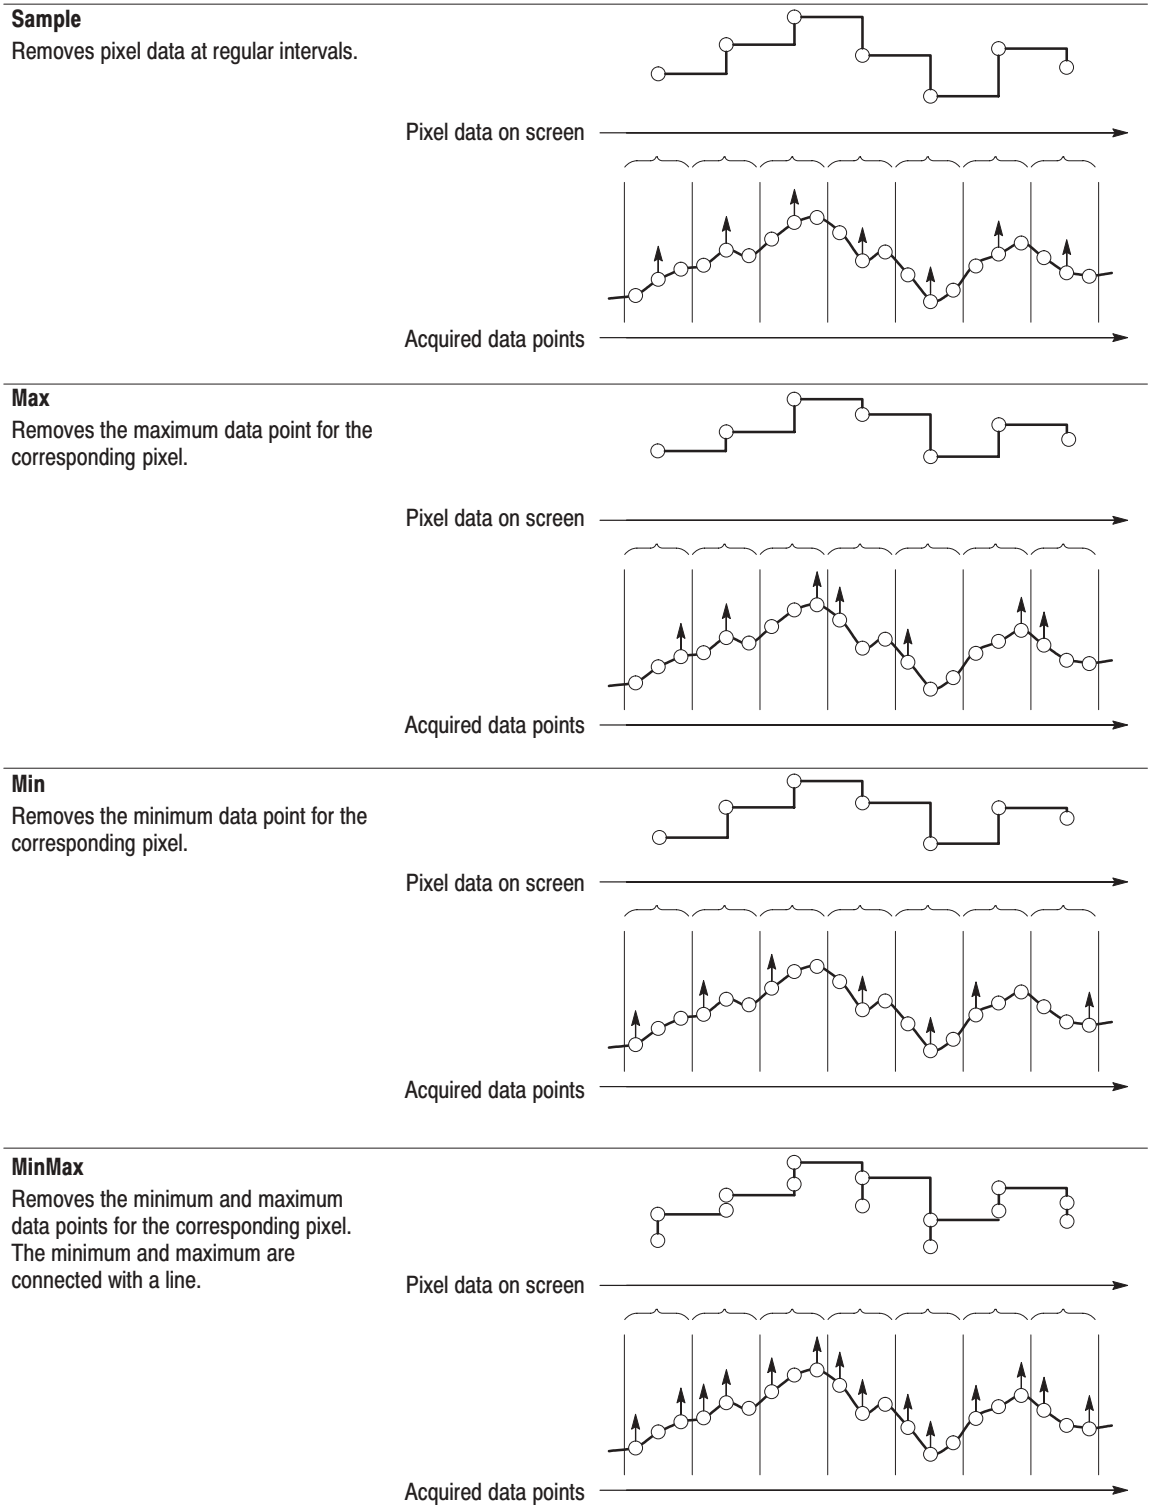 Sample
Removes pixel data at regular intervals.
Pixel data on screen
Acquired data points
Max
Removes the maximum data point for the
corresponding pixel.
Pixel data on screen
Acquired data points
Min
Removes the minimum data point for the
corresponding pixel.
Pixel data on screen
Acquired data points
MinMax
Removes the minimum and maximum
data points for the corresponding pixel.
The minimum and maximum are
connected with a line.
Pixel data on screen
Acquired data points